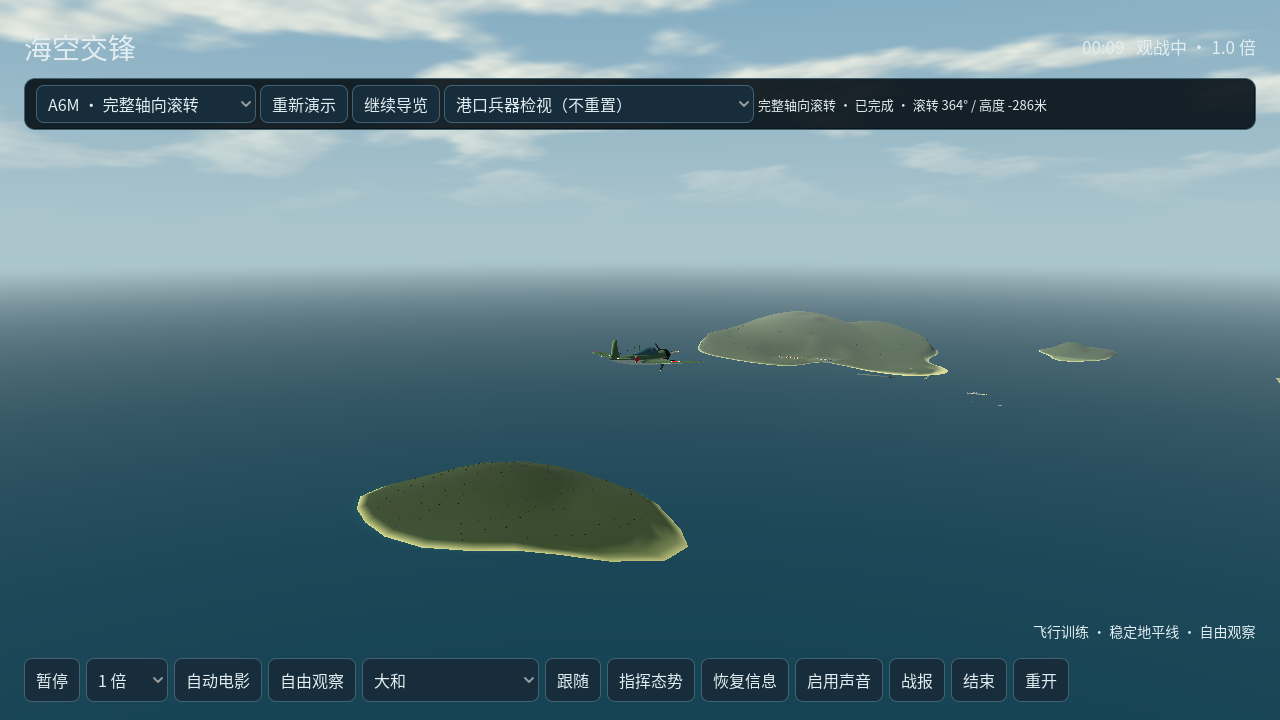 海空交锋
00:09 观战中 · 1.0 倍
A6M · 完整轴向滚转
重新演示
继续导览
港口兵器检视（不重置）
完整轴向滚转 · 已完成 · 滚转 364° / 高度 -286米
飞行训练 · 稳定地平线 · 自由观察
暂停
1 倍
自动电影
自由观察
大和
跟随
指挥态势
恢复信息
启用声音
战报
结束
重开